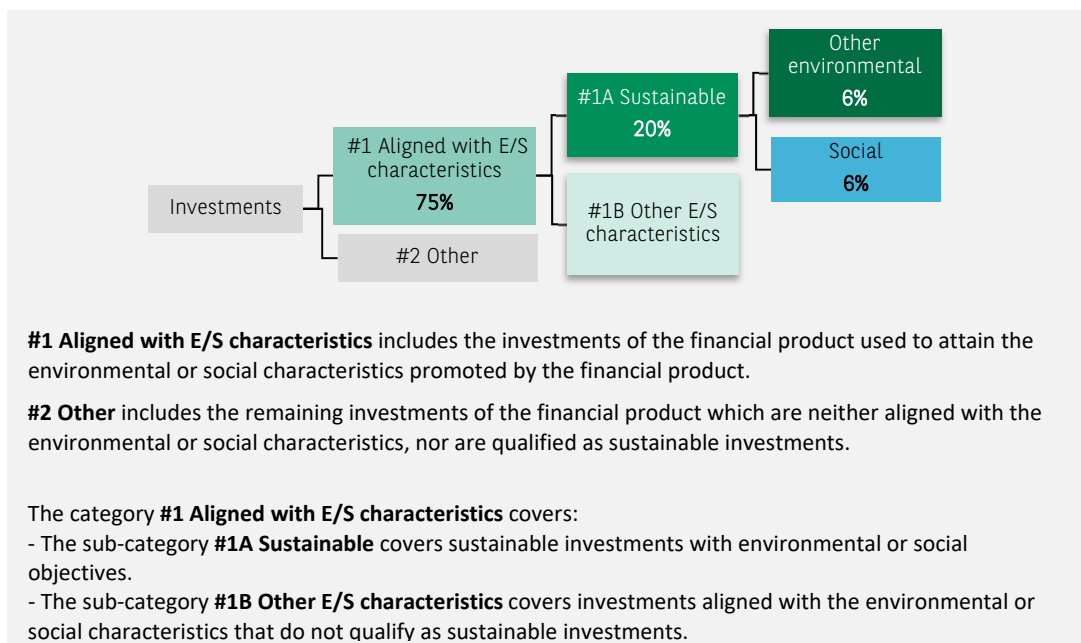 Other
environmental
6%
#1A Sustainable
20%
Social
6%
#1 Aligned with E/S
characteristics
75%
Investments
#1B Other E/S
characteristics
#2 Other
#1 Aligned with E/S characteristics includes the investments of the financial product used to attain the
environmental or social characteristics promoted by the financial product.
#2 Other includes the remaining investments of the financial product which are neither aligned with the
environmental or social characteristics, nor are qualified as sustainable investments.
The category #1 Aligned with E/S characteristics covers:
- The sub-category #1A Sustainable covers sustainable investments with environmental or social
objectives.
- The sub-category #1B Other E/S characteristics covers investments aligned with the environmental or
social characteristics that do not qualify as sustainable investments.